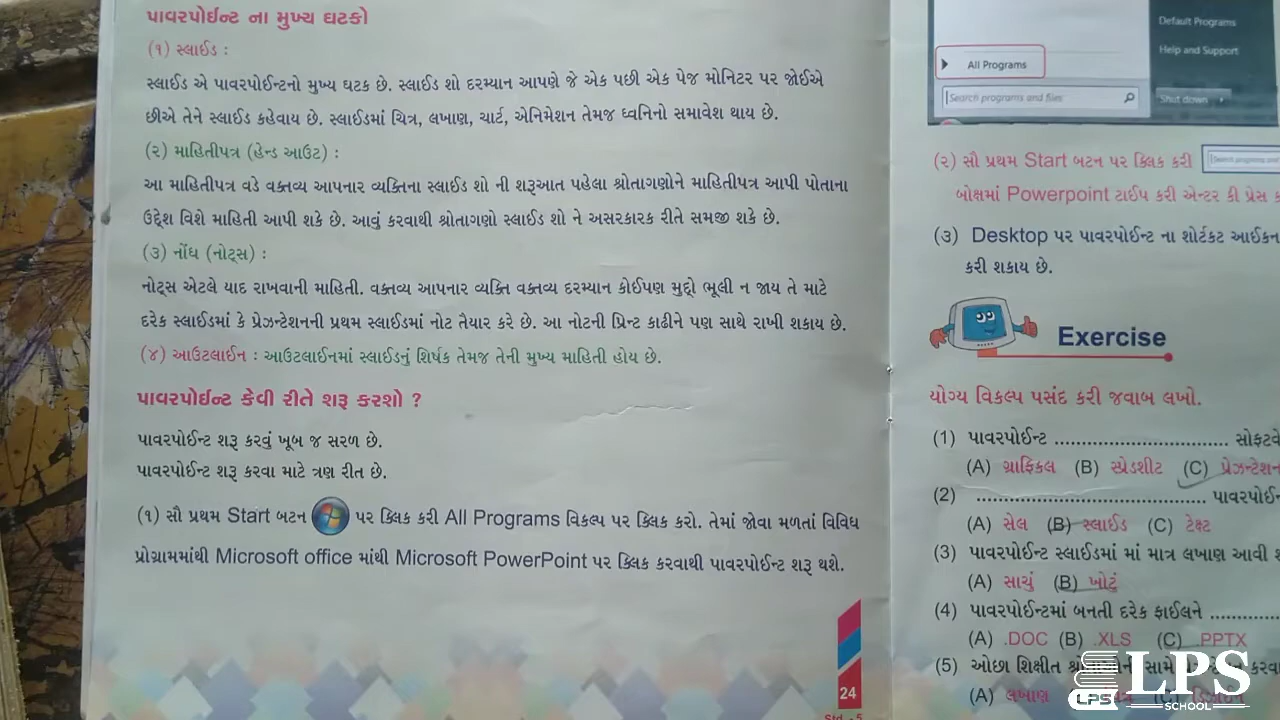 પાવરપોઈન્ટ ના મુખ્ય ઘટકો
(૧) સ્લાઈડ :
સ્લાઈડ એ પાવરપોઈન્ટનો મુખ્ય ઘટક છે. સ્લાઈડ શો દરમ્યાન આપણે જે એક પછી એક પેજ મોનિટર પર જોઈએ
છીએ તેને સ્લાઈડ કહેવાય છે. સ્લાઈડમાં ચિત્ર, લખાણ, ચાર્ટ, એનિમેશન તેમજ ધ્વનિનો સમાવેશ થાય છે.
(૨) માહિતીપત્ર (હેન્ડ આઉટ) :
આ માહિતીપત્ર વડે વક્તવ્ય આપનાર વ્યક્તિના સ્લાઈડ શો ની શરૂઆત પહેલા શ્રોતાગણોને માહિતીપત્ર આપી પોતાના
ઉદ્દેશ વિશે માહિતી આપી શકે છે. આવું કરવાથી શ્રોતાગણો સ્લાઈડ શો ને અસરકારક રીતે સમજી શકે છે.
(૩) નોંધ (નોટ્સ) :
નોટ્સ એટલે યાદ રાખવાની માહિતી. વક્તવ્ય આપનાર વ્યક્તિ વક્તવ્ય દરમ્યાન કોઈપણ મુદ્દો ભૂલી ન જાય તે માટે
દરેક સ્લાઈડમાં કે પ્રેઝન્ટેશનની પ્રથમ સ્લાઈડમાં નોટ તૈયાર કરે છે. આ નોટની પ્રિન્ટ કાઢીને પણ સાથે રાખી શકાય છે.
(૪) આઉટલાઈન : આઉટલાઈનમાં સ્લાઈડનું શિર્ષક તેમજ તેની મુખ્ય માહિતી હોય છે.
પાવરપોઈન્ટ કેવી રીતે શરૂ કરશો ?
પાવરપોઈન્ટ શરૂ કરવું ખૂબ જ સરળ છે.
પાવરપોઈન્ટ શરૂ કરવા માટે ત્રણ રીત છે.
(૧) સૌ પ્રથમ Start બટન પર ક્લિક કરી All Programs વિકલ્પ પર ક્લિક કરો. તેમાં જોવા મળતાં વિવિધ
પ્રોગ્રામમાંથી Microsoft office માંથી Microsoft PowerPoint પર ક્લિક કરવાથી પાવરપોઈન્ટ શરૂ થશે.
24
Std. - 5
Default Programs
Help and Support
All Programs
Search programs and files
Shut down
(૨) સૌ પ્રથમ Start બટન પર ક્લિક કરી
બોક્ષમાં Powerpoint ટાઈપ કરી એન્ટર કી પ્રેસ
(૩) Desktop પર પાવરપોઈન્ટ ના શોર્ટકટ આઈકન
કરી શકાય છે.
Exercise
યોગ્ય વિકલ્પ પસંદ કરી જવાબ લખો.
(1) પાવરપોઈન્ટ .............................. સોફટવે
(A) ગ્રાફિકલ (B) સ્પ્રેડશીટ (C) પ્રેઝન્ટેશન
(2) ........................................ પાવરપોઈન
(A) સેલ (B) સ્લાઈડ (C) ટેક્ષ્ટ
(3) પાવરપોઈન્ટ સ્લાઈડમાં માં માત્ર લખાણ આવી
(A) સાચું (B) ખોટું
(4) પાવરપોઈન્ટમાં બનતી દરેક ફાઈલને ............
(A) .DOC (B) .XLS (C) .PPTX
(5) ઓછા શિક્ષીત
(A) લખાણ
LPS
LPS
SCHOOL